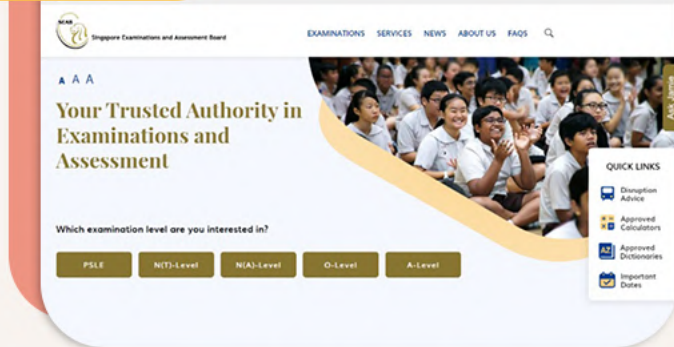 SEAB
Singapore Examinations and Assessment Board
EXAMINATIONS SERVICES NEWS ABOUT US FAQS
A A A
Your Trusted Authority in
Examinations and
Assessment
Ask Jamie
QUICK LINKS
Disruption
Advice
Approved
Calculators
AZ
Approved
Dictionaries
Important
Dates
Which examination level are you interested in?
PSLE N(T)-Level N(A)-Level O-Level A-Level